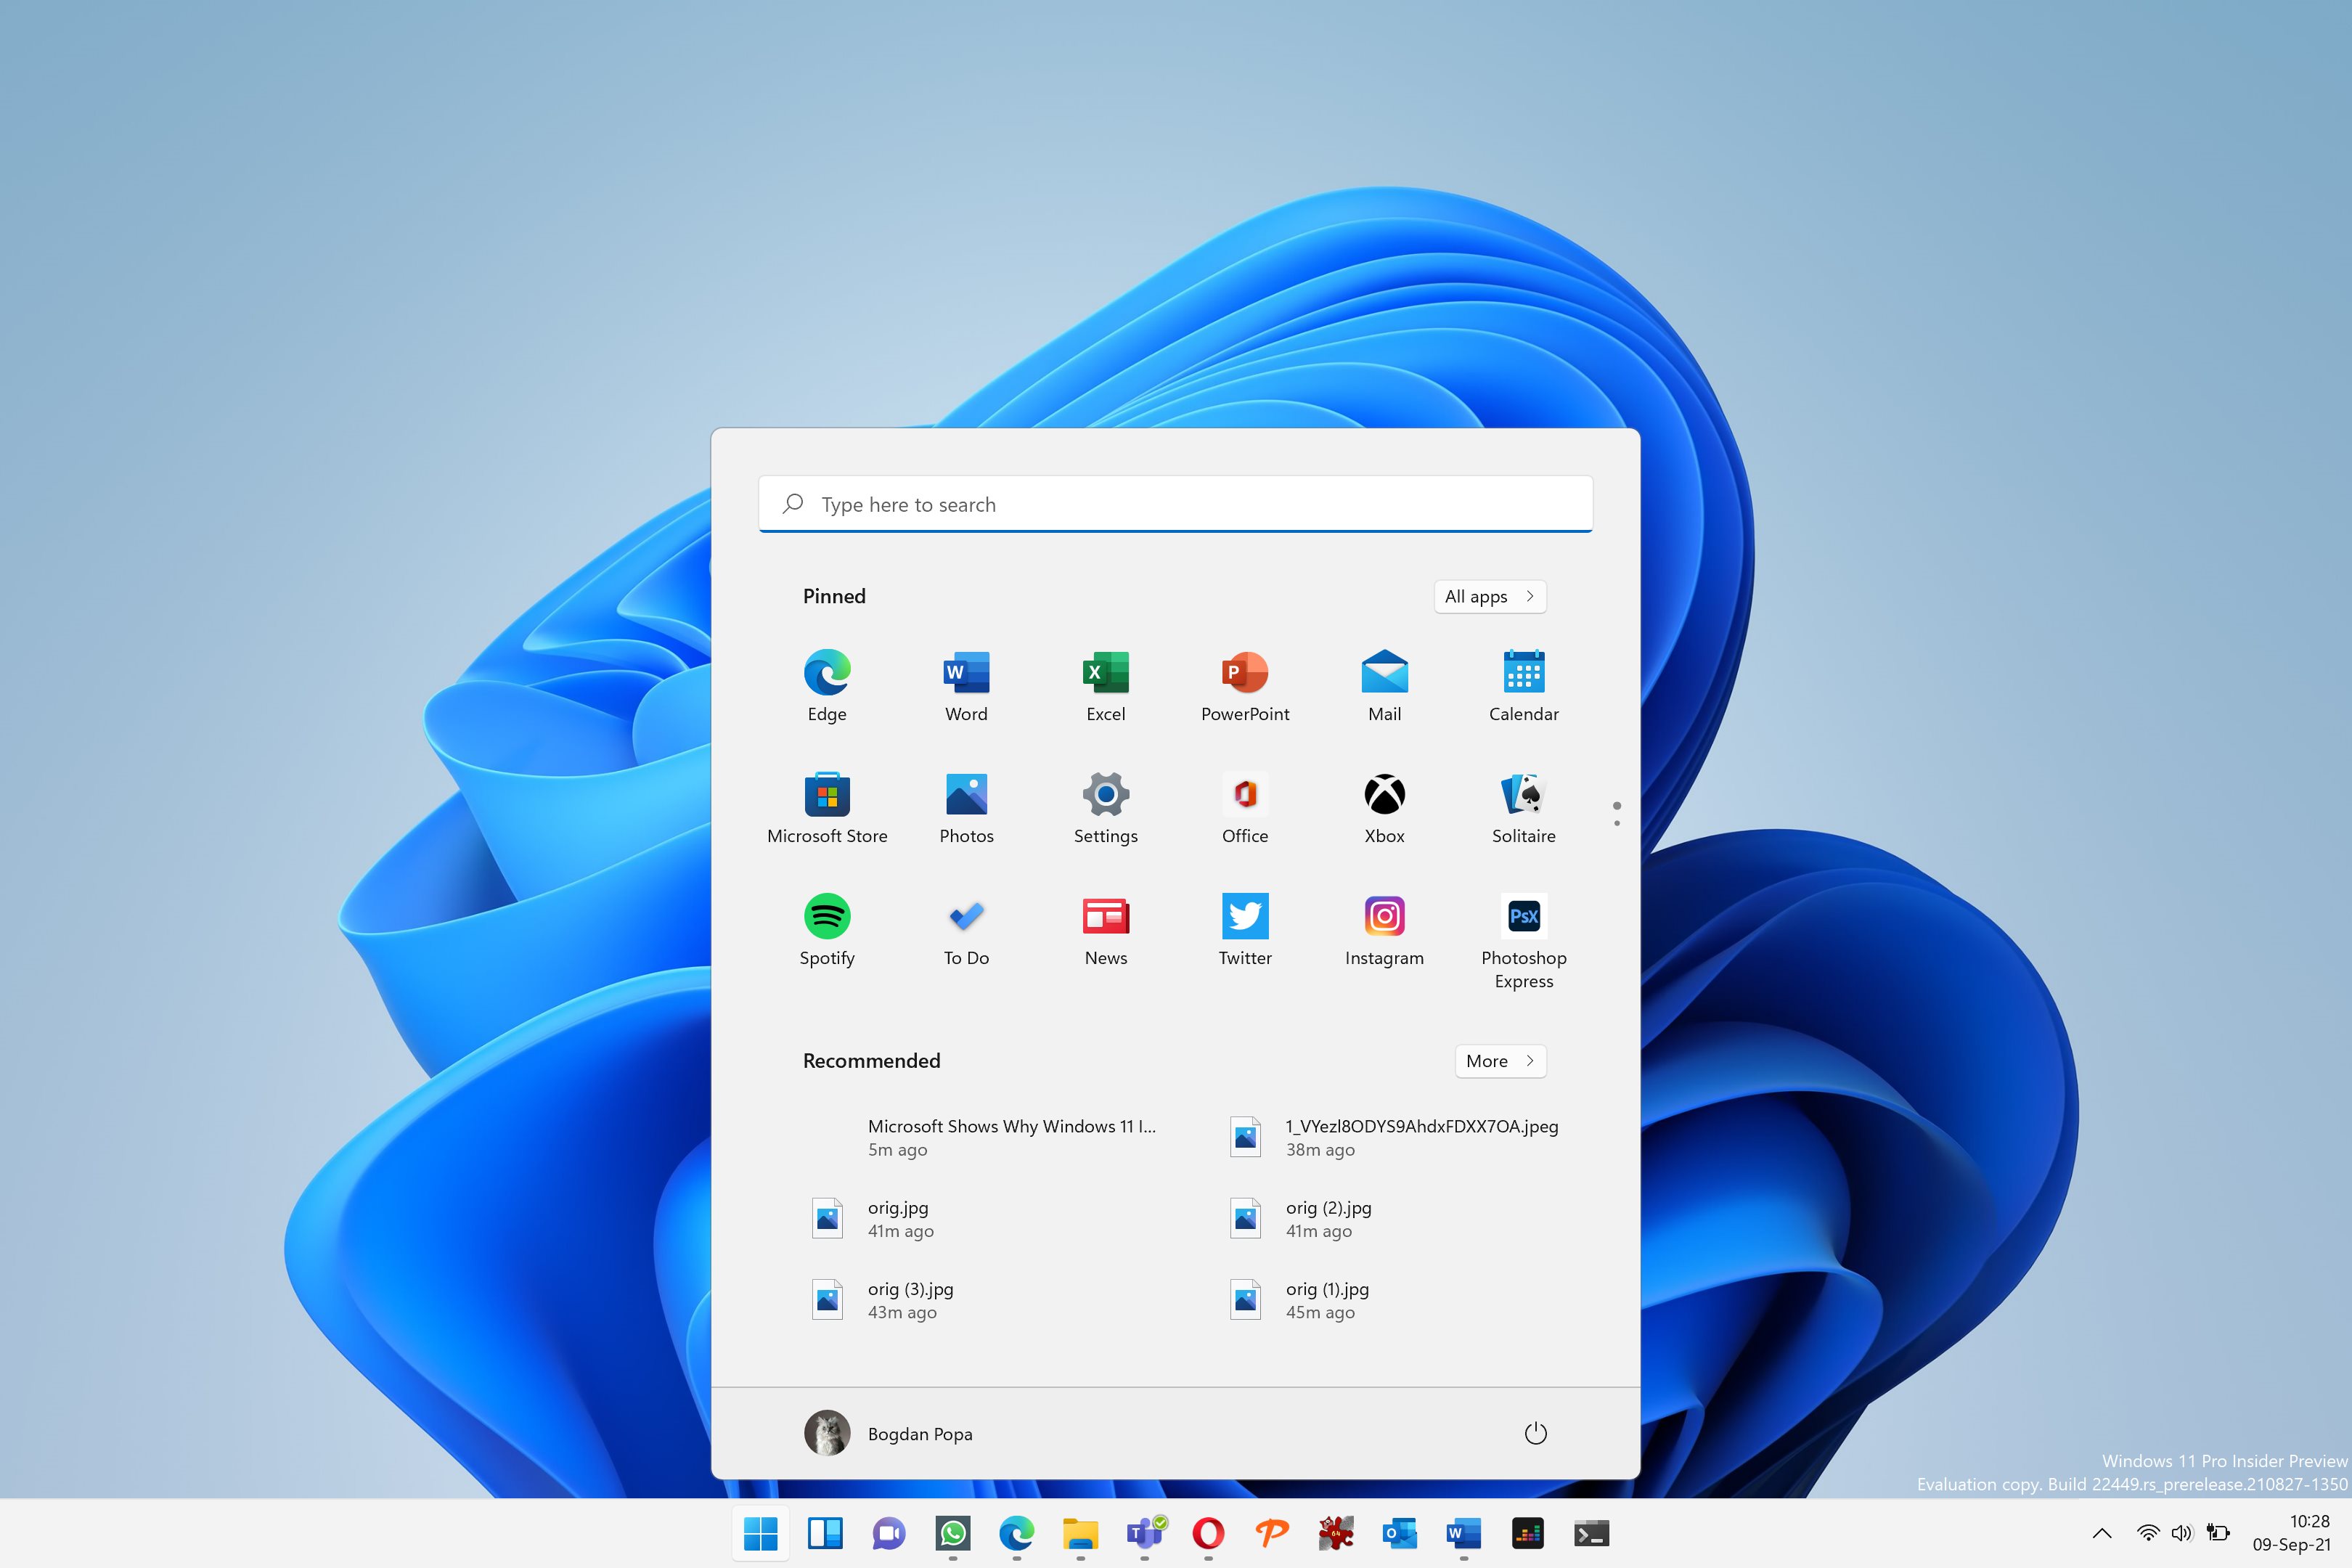 Type here to search
Pinned
All apps
Edge
Word
Excel
PowerPoint
Mail
Calendar
Microsoft Store
Photos
Settings
Office
Xbox
Solitaire
Spotify
To Do
News
Twitter
Instagram
Photoshop
Express
Recommended
More
Microsoft Shows Why Windows 11 I...
5m ago
1_VYezl8ODYS9AhdxFDXX7OA.jpeg
38m ago
orig.jpg
41m ago
orig (2).jpg
41m ago
orig (3).jpg
43m ago
orig (1).jpg
45m ago
Bogdan Popa
Windows 11 Pro Insider Preview
Evaluation copy. Build 22449.rs_prerelease.210827-1350
10:28
09-Sep-21